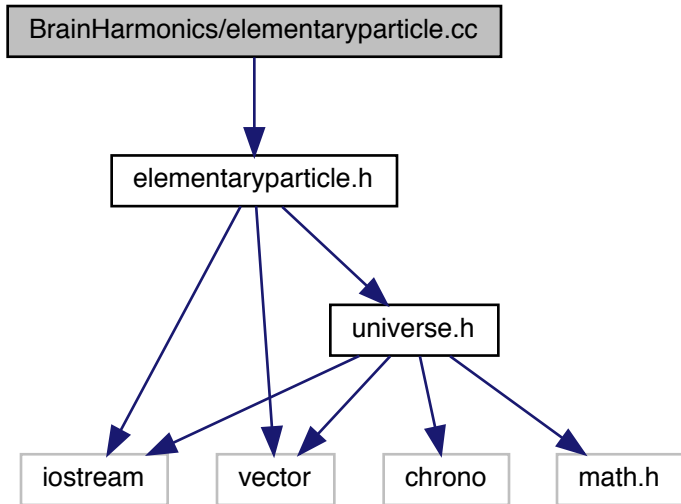 BrainHarmonics/elementaryparticle.cc
elementaryparticle.h
universe.h
iostream
vector
chrono
math.h